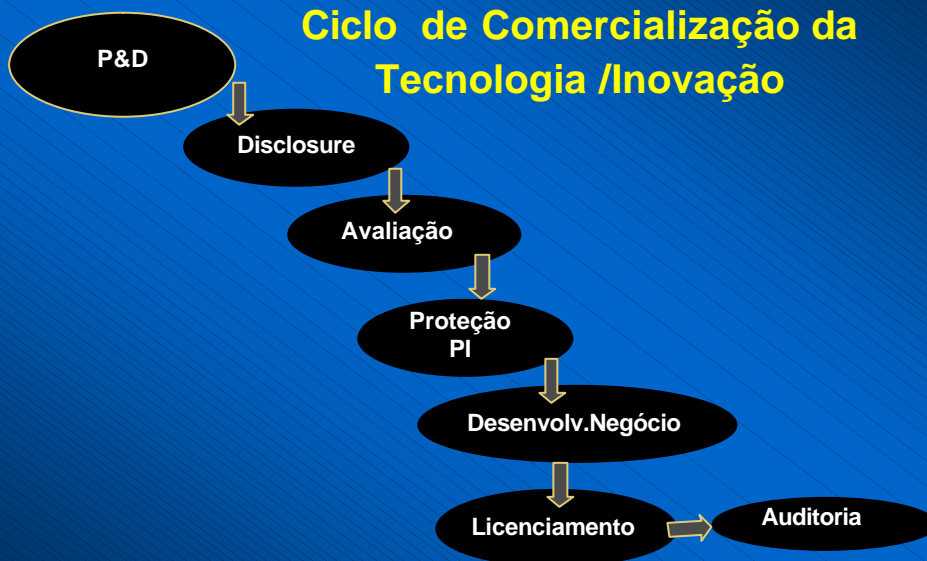 Ciclo de Comercialização da
Tecnologia /Inovação
P&D
Disclosure
Avaliação
Proteção
PI
Desenvolv.Negócio
Licenciamento
Auditoria